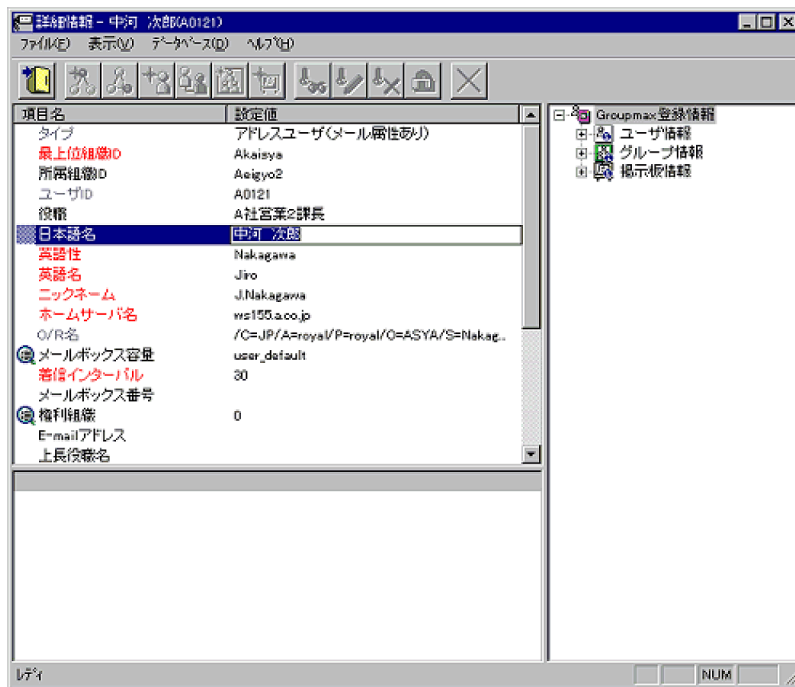 詳細情報 - 中河 次郎(A0121)
ファイル(F) 表示(V) データベース(D) ヘルプ(H)
項目名 設定値
タイプ アドレスユーザ(メール属性あり)
最上位組織ID Akaisya
所属組織ID Aeigyo2
ユーザID A0121
役職 A社営業2課長
日本語名 中河 次郎
英語性 Nakagawa
英語名 Jiro
ニックネーム J.Nakagawa
ホームサーバ名 ws155.a.co.jp
O/R名 /C=JP/A=royal/P=royal/O=ASYA/S=Nakag..
メールボックス容量 user_default
着信インターバル 30
メールボックス番号
権利組織 0
E-mailアドレス
上長役職名
Groupmax登録情報
ユーザ情報
グループ情報
掲示板情報
レディ NUM